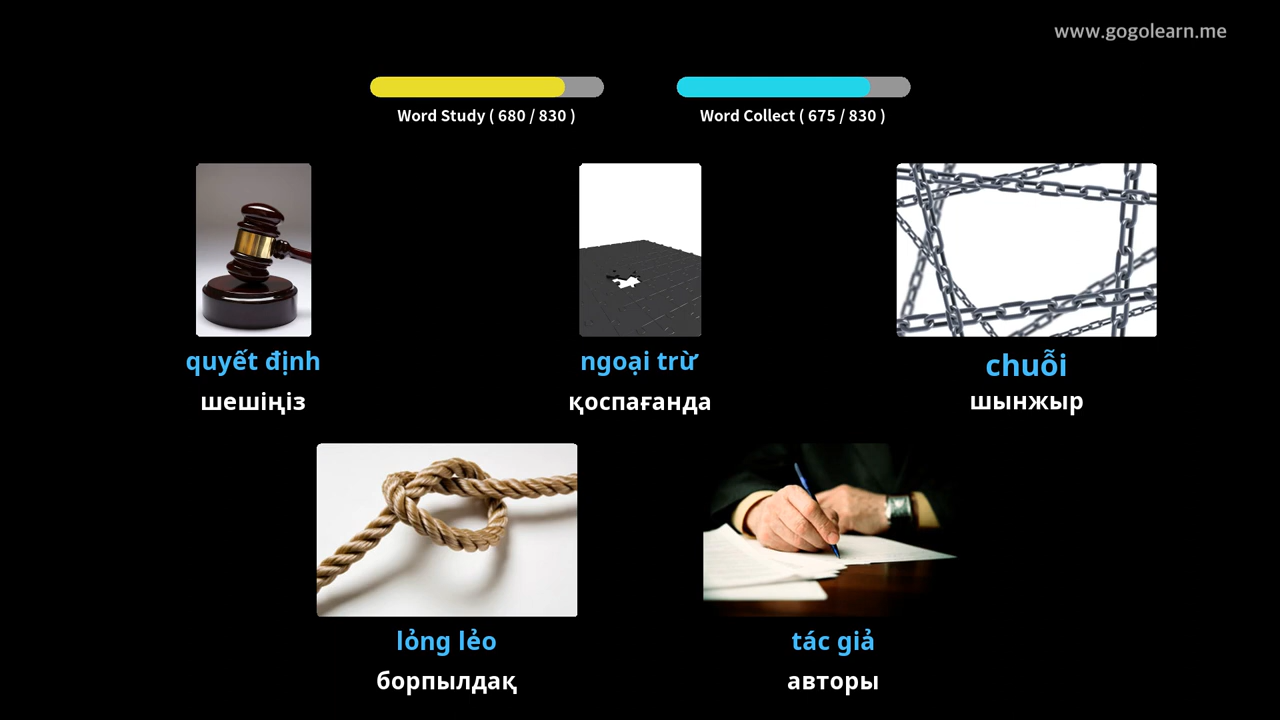 www.gogolearn.me
Word Study ( 680 / 830 )
Word Collect ( 675 / 830 )
quyết định
шешіңіз
ngoại trừ
қоспағанда
chuỗi
шынжыр
lỏng lẻo
борпылдақ
tác giả
авторы